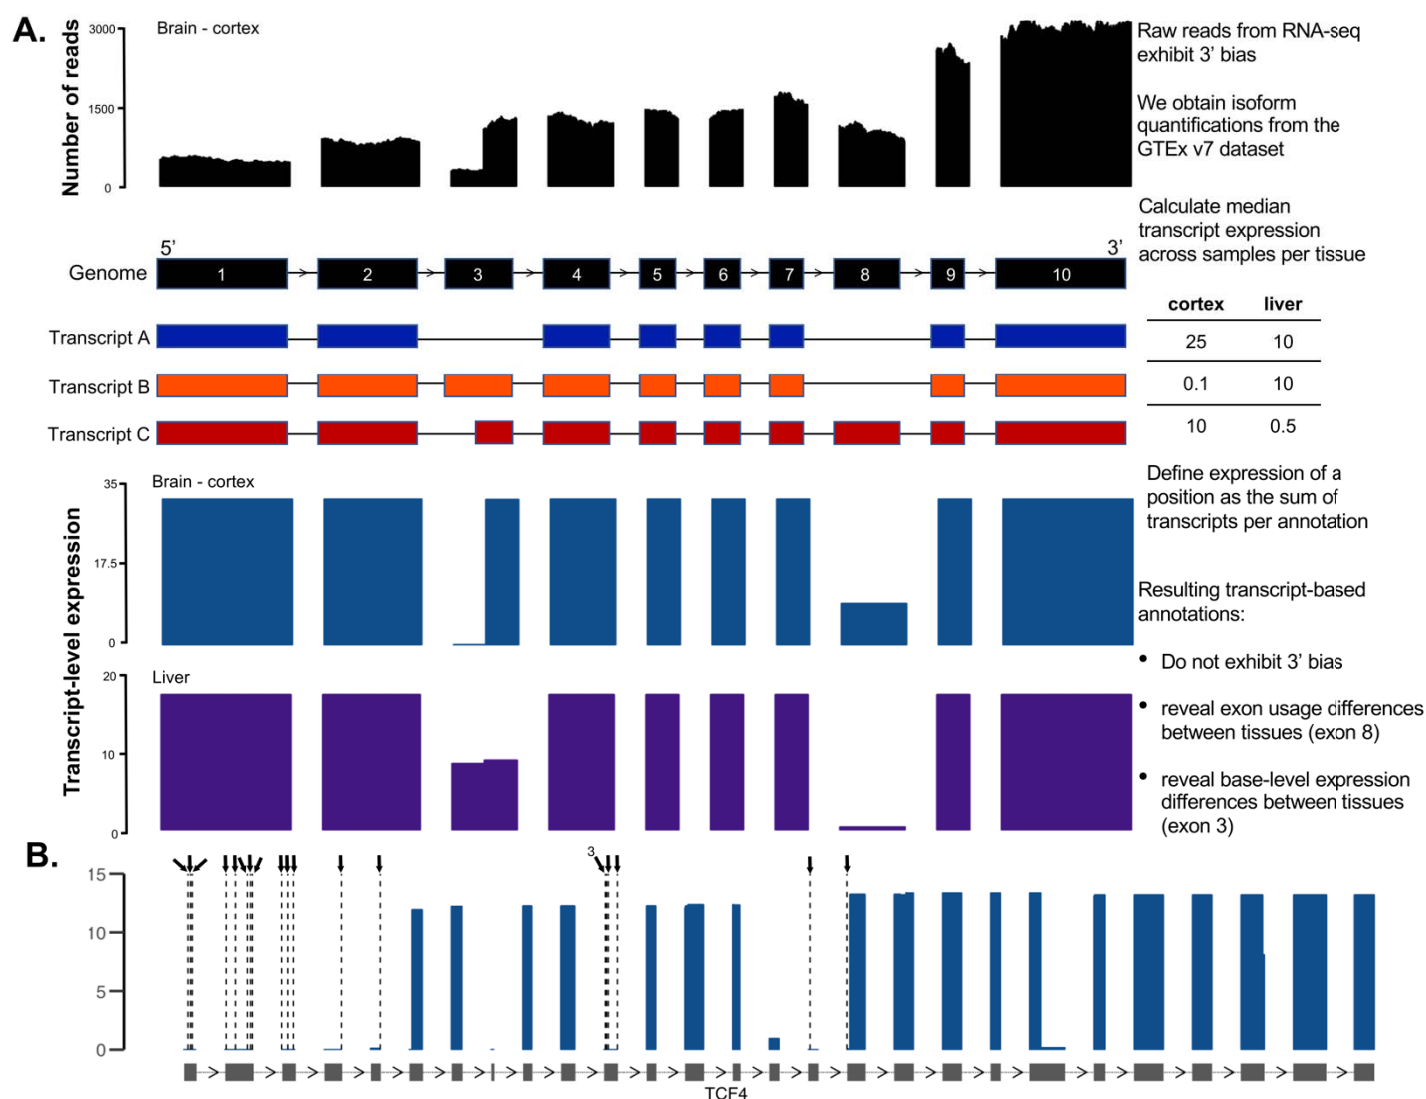 A.
Number of reads
3000
1500
0
Brain - cortex
Raw reads from RNA-seq
exhibit 3’ bias
We obtain isoform
quantifications from the
GTEx v7 dataset
Calculate median
transcript expression
across samples per tissue
5’
3’
Genome
1 2 3 4 5 6 7 8 9 10
Transcript A
Transcript B
Transcript C
cortex liver
25 10
0.1 10
10 0.5
Transcript-level expression
Brain - cortex
35
17.5
0
Define expression of a
position as the sum of
transcripts per annotation
Resulting transcript-based
annotations:
• Do not exhibit 3’ bias
• reveal exon usage differences
between tissues (exon 8)
• reveal base-level expression
differences between tissues
(exon 3)
Liver
20
10
0
B.
3
15
10
5
0
TCF4